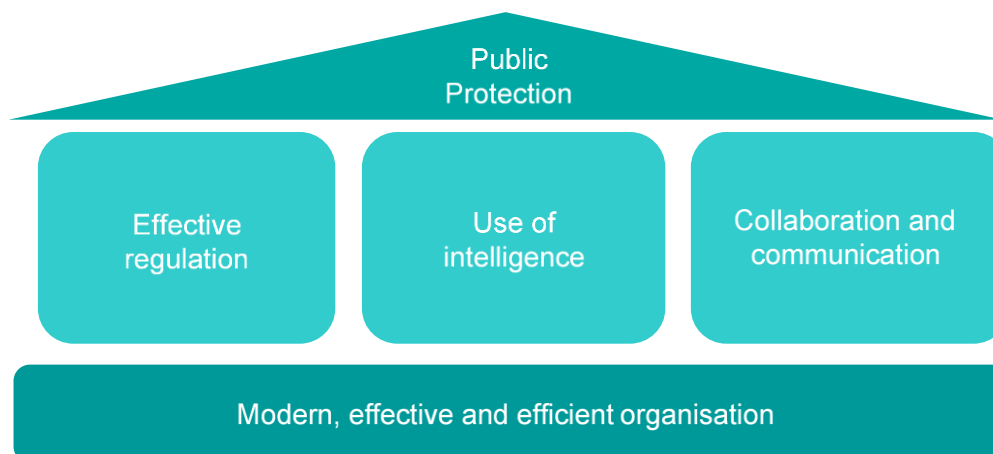 Public
Protection
Effective
regulation
Use of
intelligence
Collaboration and
communication
Modern, effective and efficient organisation